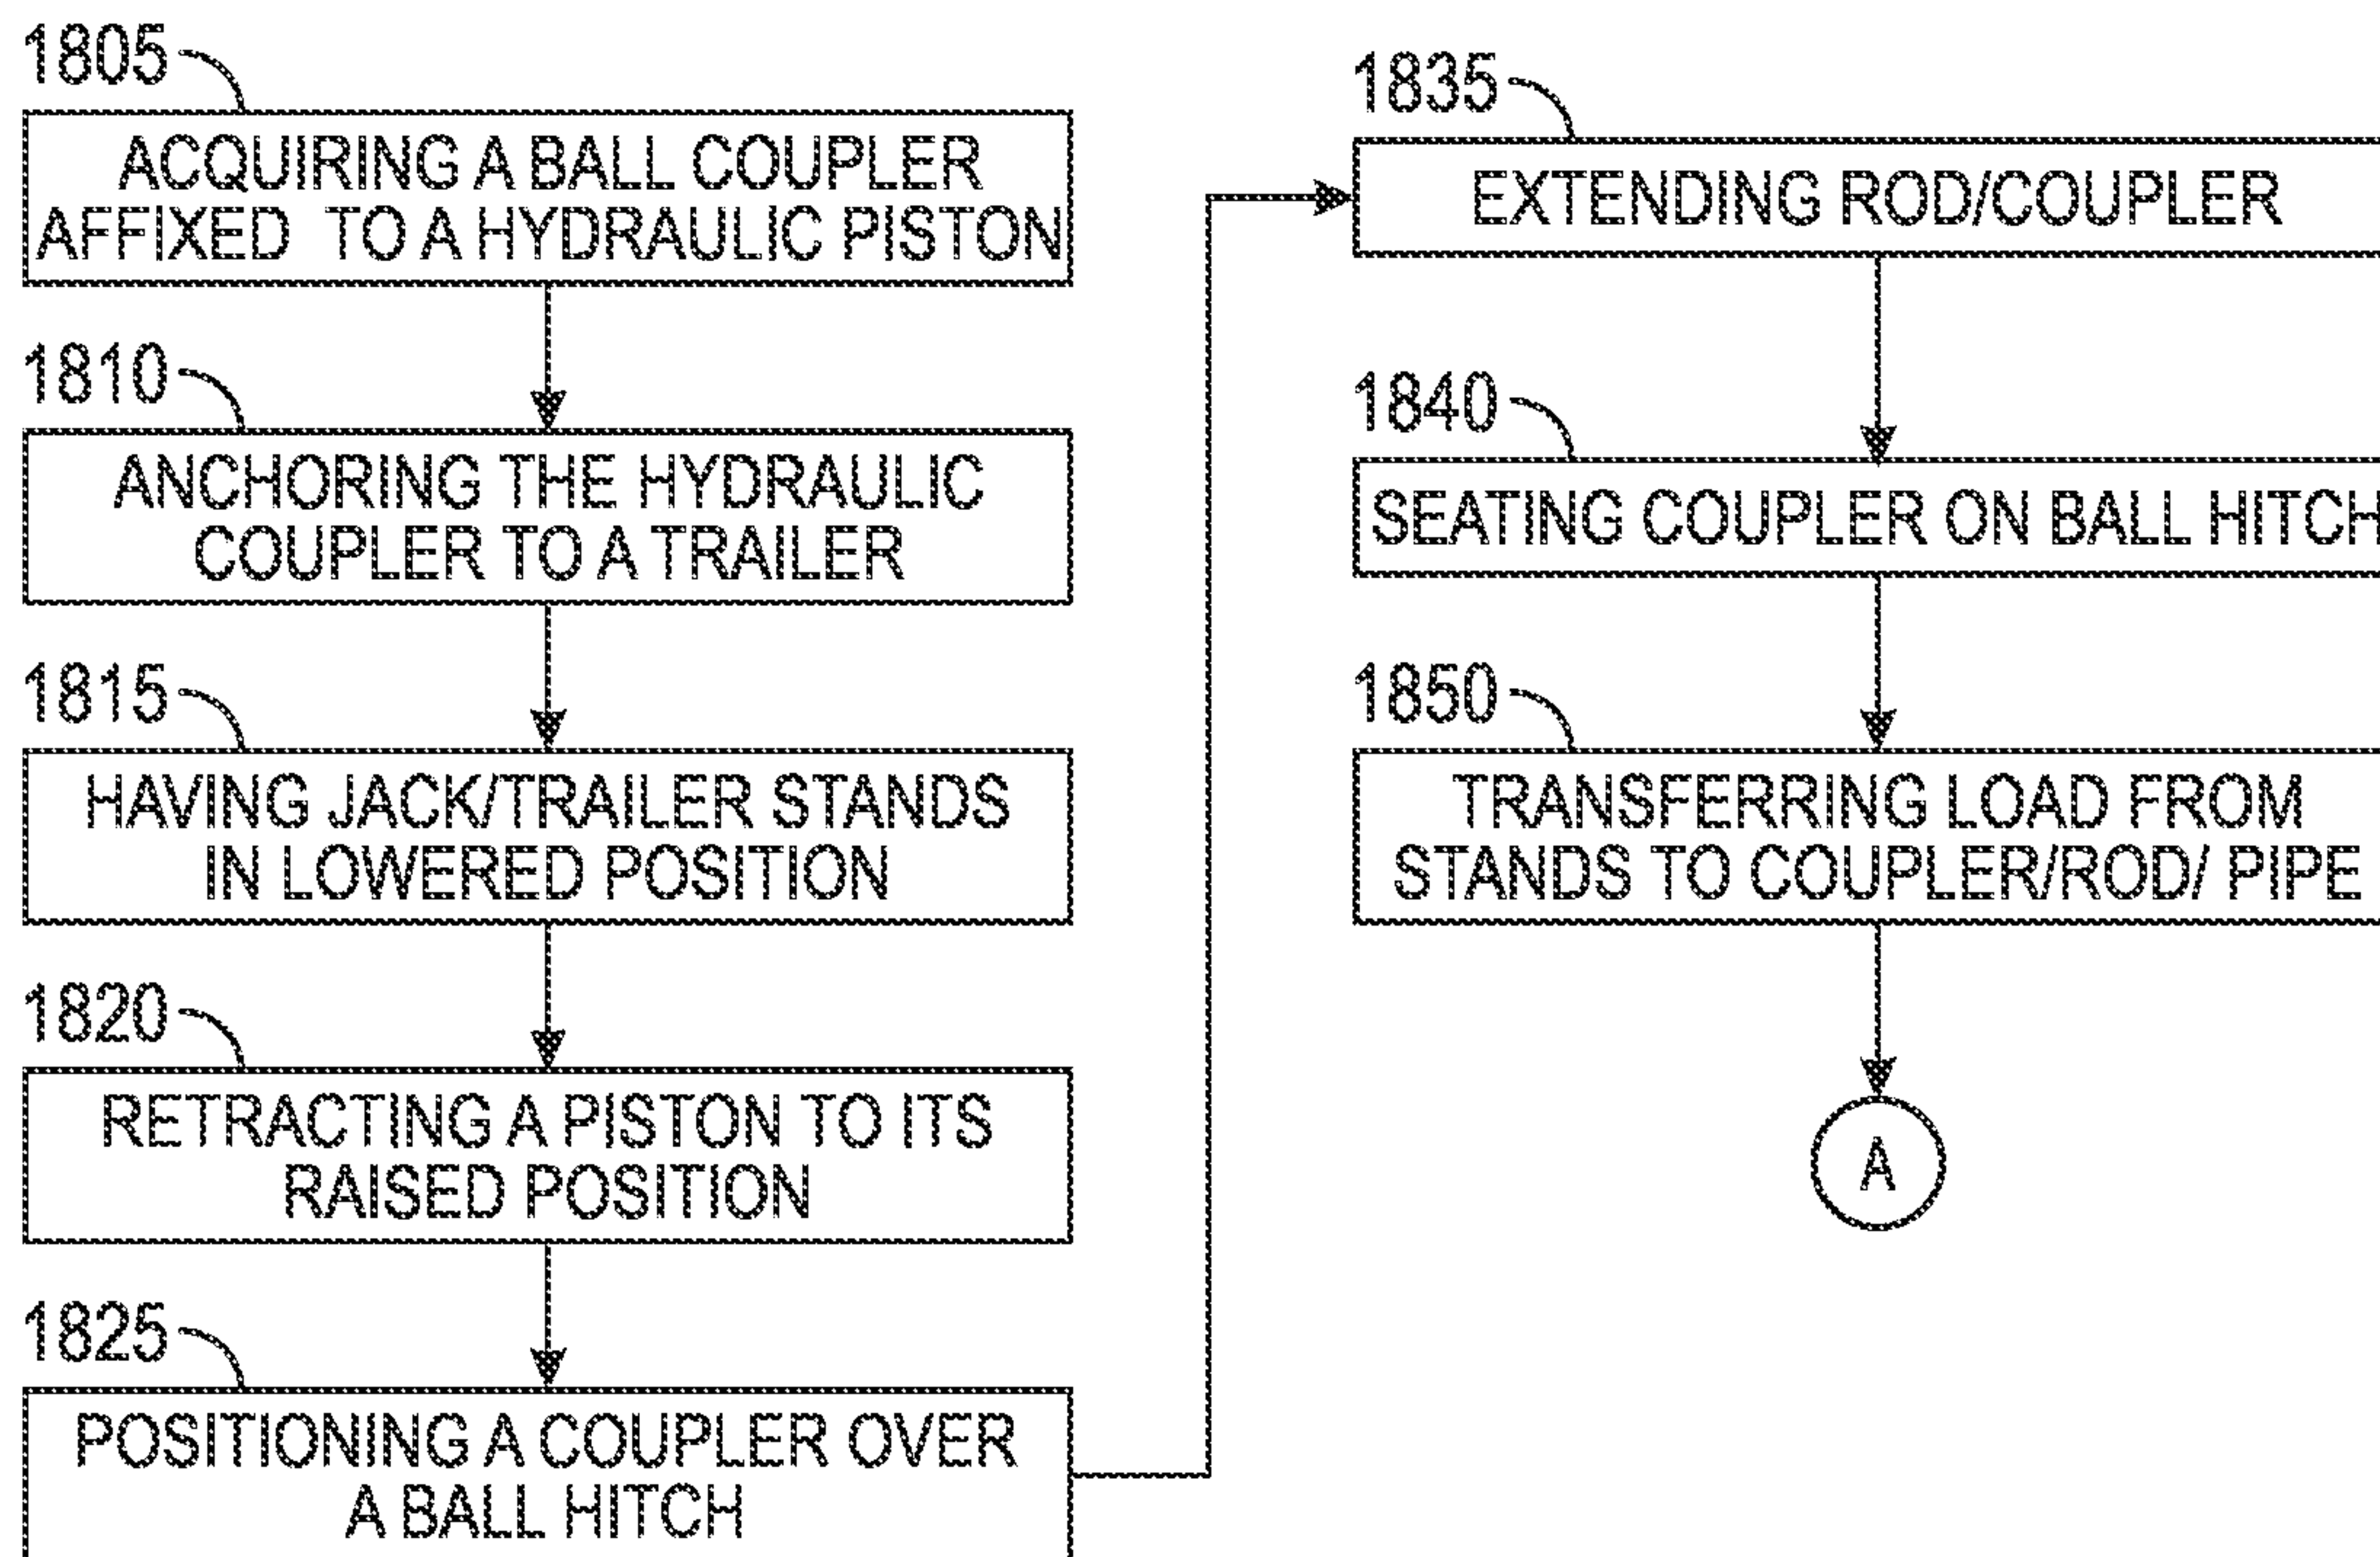 1805
ACQUIRING A BALL COUPLER
AFFIXED TO A HYDRAULIC PISTON
1810
ANCHORING THE HYDRAULIC
COUPLER TO A TRAILER
1815
HAVING JACK/TRAILER STANDS
IN LOWERED POSITION
1820
RETRACTING A PISTON TO ITS
RAISED POSITION
1825
POSITIONING A COUPLER OVER
A BALL HITCH
1835
EXTENDING ROD/COUPLER
1840
SEATING COUPLER ON BALL HITCH
1850
TRANSFERRING LOAD FROM
STANDS TO COUPLER/ROD/ PIPE
A